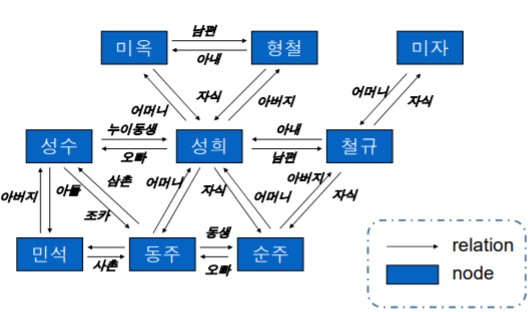 남편
미옥 형철 미자
아내
어머니 자식 아버지 어머니 자식
누이동생 아내
성수 성희 철규
오빠 남편
아버지 아들 삼촌 어머니 자식 어머니 아버지 자식
조카
동생
민석 동주 순주
사촌 오빠
relation
node